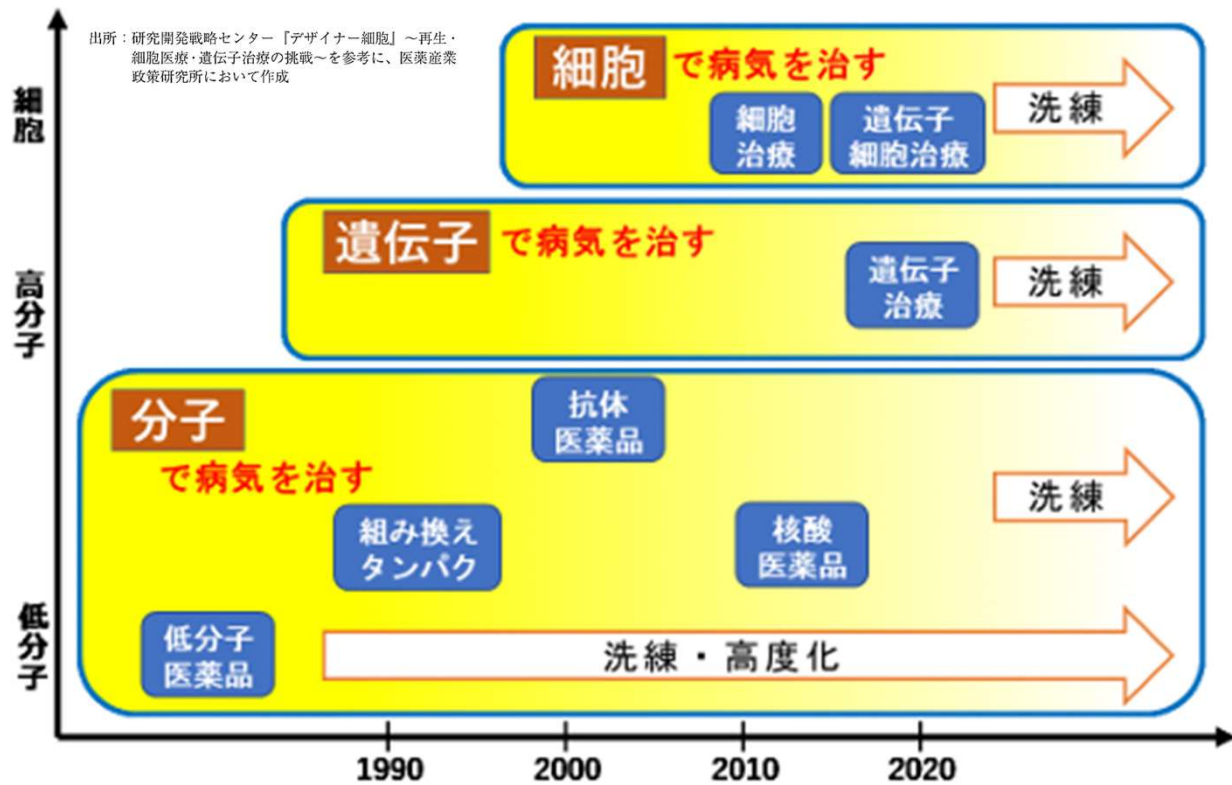 出所：研究開発戦略センター『デザイナー細胞』～再生・
細胞医療・遺伝子治療の挑戦～を参考に、医薬産業
政策研究所において作成
細胞
細胞 で病気を治す
細胞
治療
遺伝子
細胞治療
洗練
高分子
遺伝子 で病気を治す
遺伝子
治療
洗練
分子
で病気を治す
抗体
医薬品
組み換え
タンパク
核酸
医薬品
洗練
低分子
低分子
医薬品
洗練・高度化
1990
2000
2010
2020